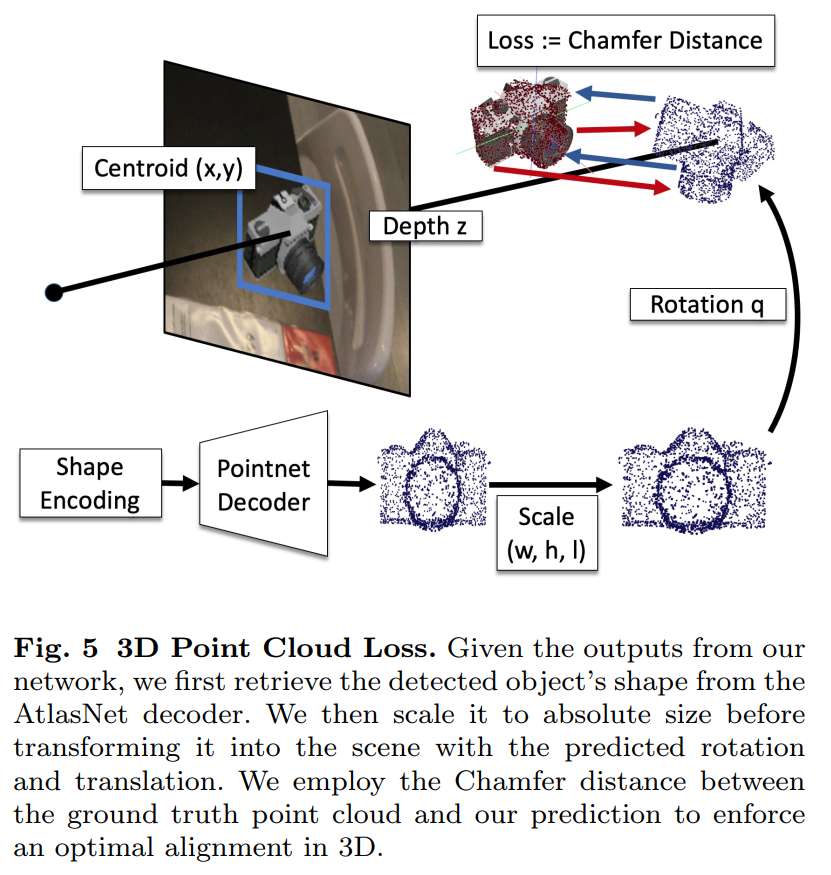 Loss := Chamfer Distance
Centroid (x,y)
Depth z
Rotation q
Shape
Encoding
Pointnet
Decoder
Scale
(w, h, l)
Fig. 5 3D Point Cloud Loss. Given the outputs from our
network, we first retrieve the detected object's shape from the
AtlasNet decoder. We then scale it to absolute size before
transforming it into the scene with the predicted rotation
and translation. We employ the Chamfer distance between
the ground truth point cloud and our prediction to enforce
an optimal alignment in 3D.